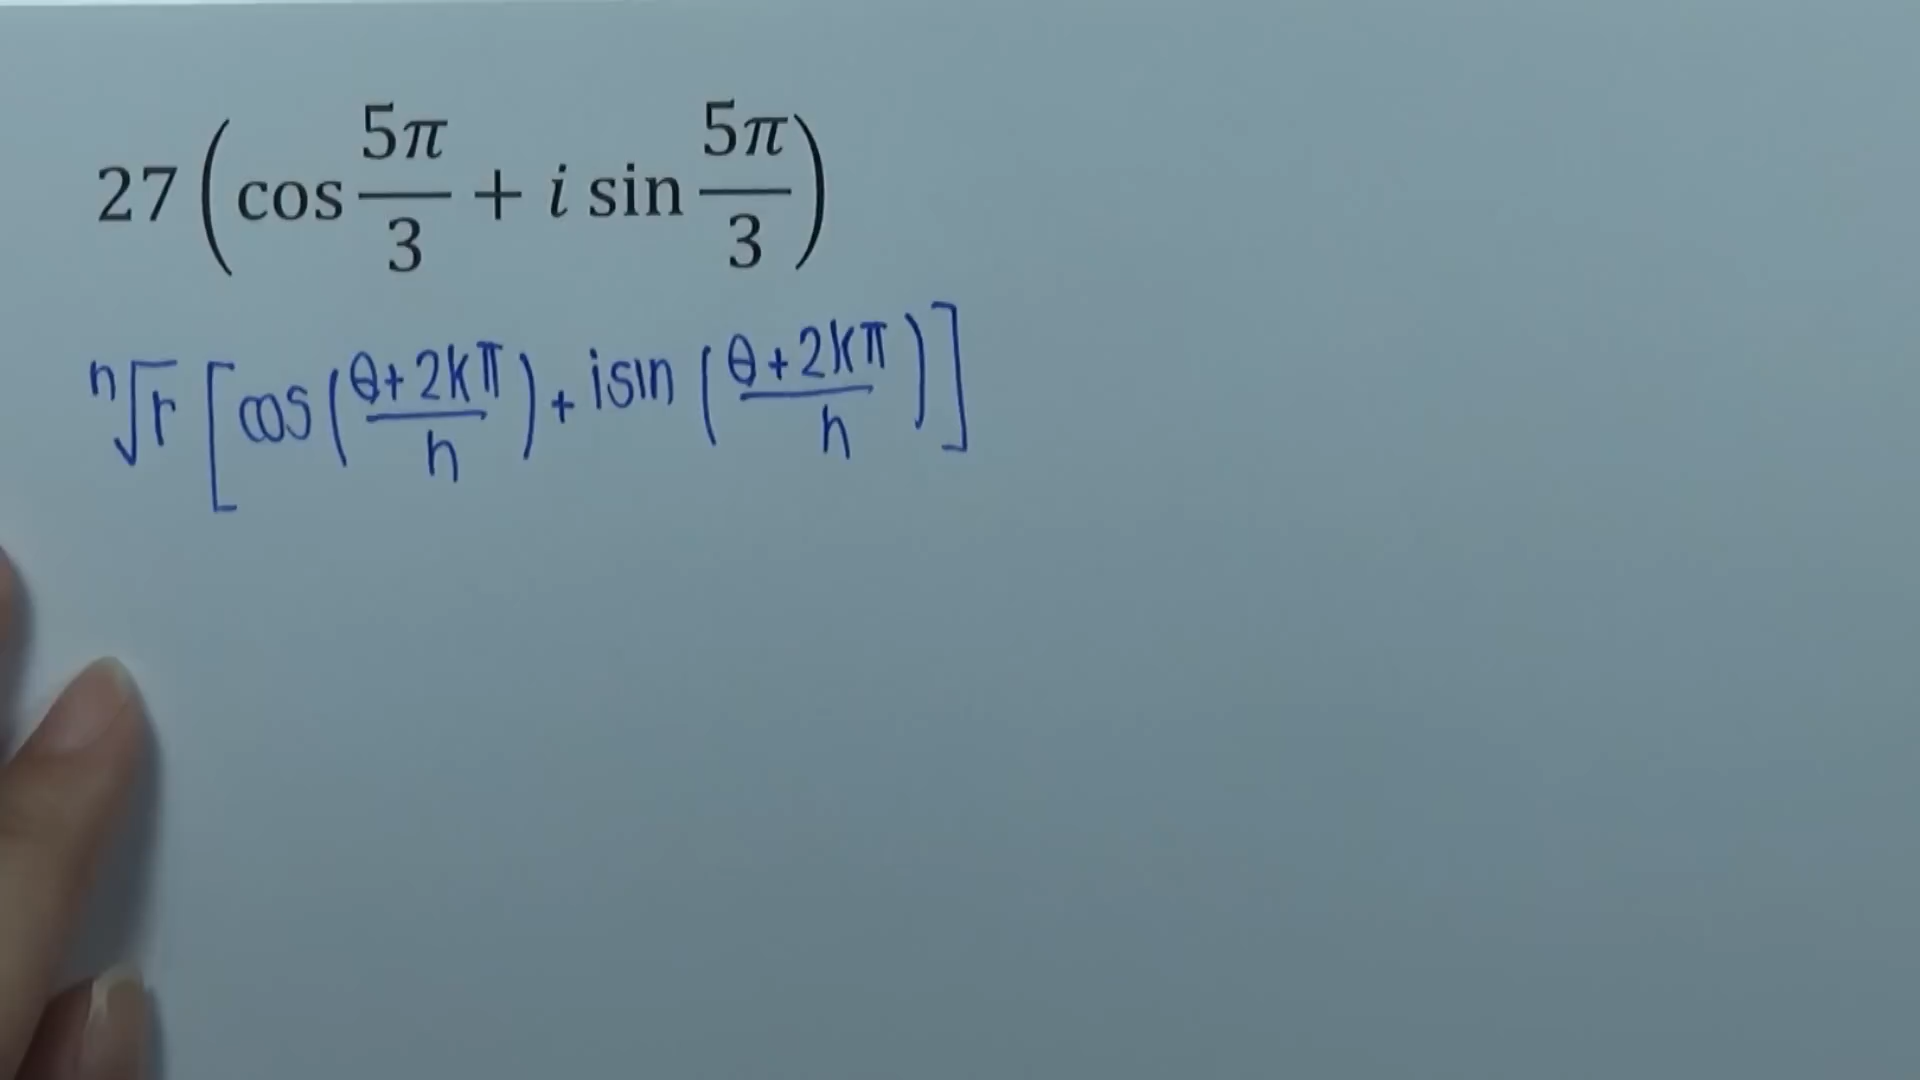 27 (cos 5π/3 + i sin 5π/3)
ⁿ√r [cos (θ+2kπ/n) + isin (θ+2kπ/n)]